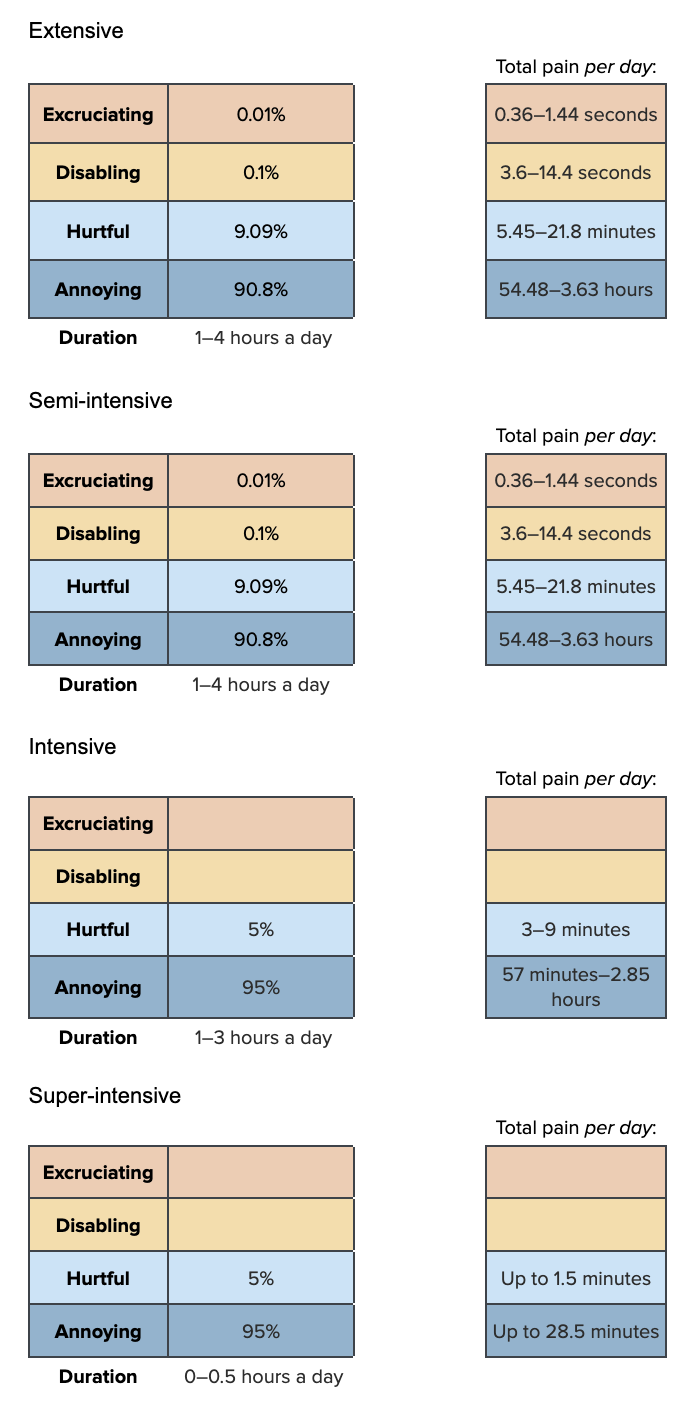 Extensive
Total pain per day:
Excruciating 0.01% 0.36–1.44 seconds
Disabling 0.1% 3.6–14.4 seconds
Hurtful 9.09% 5.45–21.8 minutes
Annoying 90.8% 54.48–3.63 hours
Duration 1–4 hours a day
Semi-intensive
Total pain per day:
Excruciating 0.01% 0.36–1.44 seconds
Disabling 0.1% 3.6–14.4 seconds
Hurtful 9.09% 5.45–21.8 minutes
Annoying 90.8% 54.48–3.63 hours
Duration 1–4 hours a day
Intensive
Total pain per day:
Excruciating
Disabling
Hurtful 5% 3–9 minutes
Annoying 95% 57 minutes–2.85
hours
Duration 1–3 hours a day
Super-intensive
Total pain per day:
Excruciating
Disabling
Hurtful 5% Up to 1.5 minutes
Annoying 95% Up to 28.5 minutes
Duration 0–0.5 hours a day